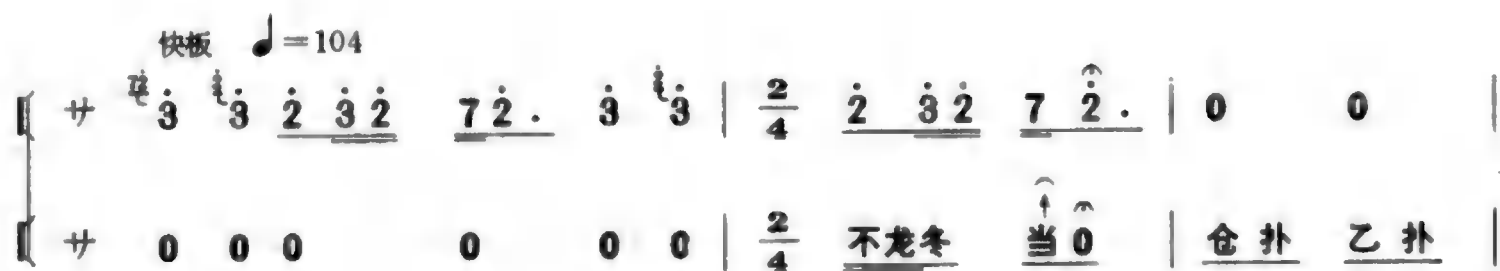 快板 ♩=104
サ 3̇ 3̇ 2̇ 3̇ 2̇ 7 2̇ . 3̇ 3̇ | 2/4 2̇ 3̇ 2̇ 7 2̇ . | 0 0 |
サ 0 0 0 0 0 0 | 2/4 不龙冬 当 0 | 仓 扑 乙 扑 |